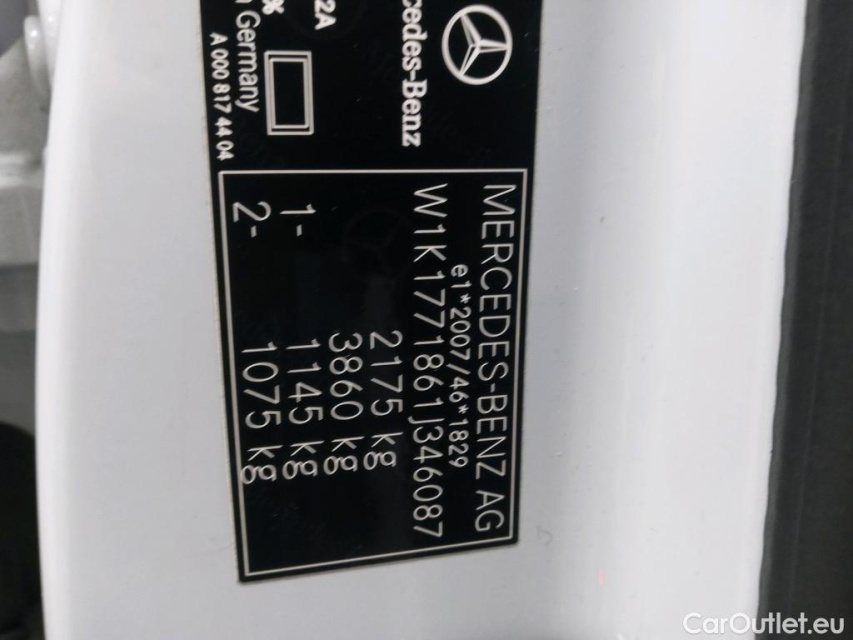 cedes-Benz
2A
%
Germany
A 000 817 44 04
MERCEDES-BENZ AG
e1*2007/46*1829
W1K1771861J346087
2175 kg
3860 kg
1- 1145 kg
2- 1075 kg
CarOutlet.eu